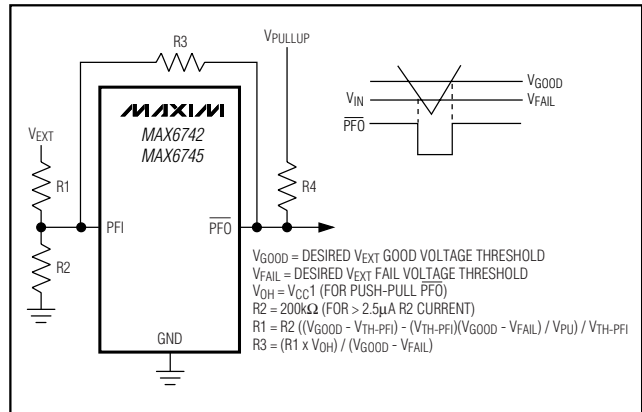 R3
VPULLUP
MAXIM
MAX6742
MAX6745
VEXT
R1
R4
PFI
PFO
R2
GND
VGOOD
VIN
VFAIL
PFO
VGOOD = DESIRED VEXT GOOD VOLTAGE THRESHOLD
VFAIL = DESIRED VEXT FAIL VOLTAGE THRESHOLD
VOH = VCC1 (FOR PUSH-PULL PFO)
R2 = 200kΩ (FOR > 2.5μA R2 CURRENT)
R1 = R2 ((VGOOD - VTH-PFI) - (VTH-PFI)(VGOOD - VFAIL) / VPU) / VTH-PFI
R3 = (R1 x VOH) / (VGOOD - VFAIL)